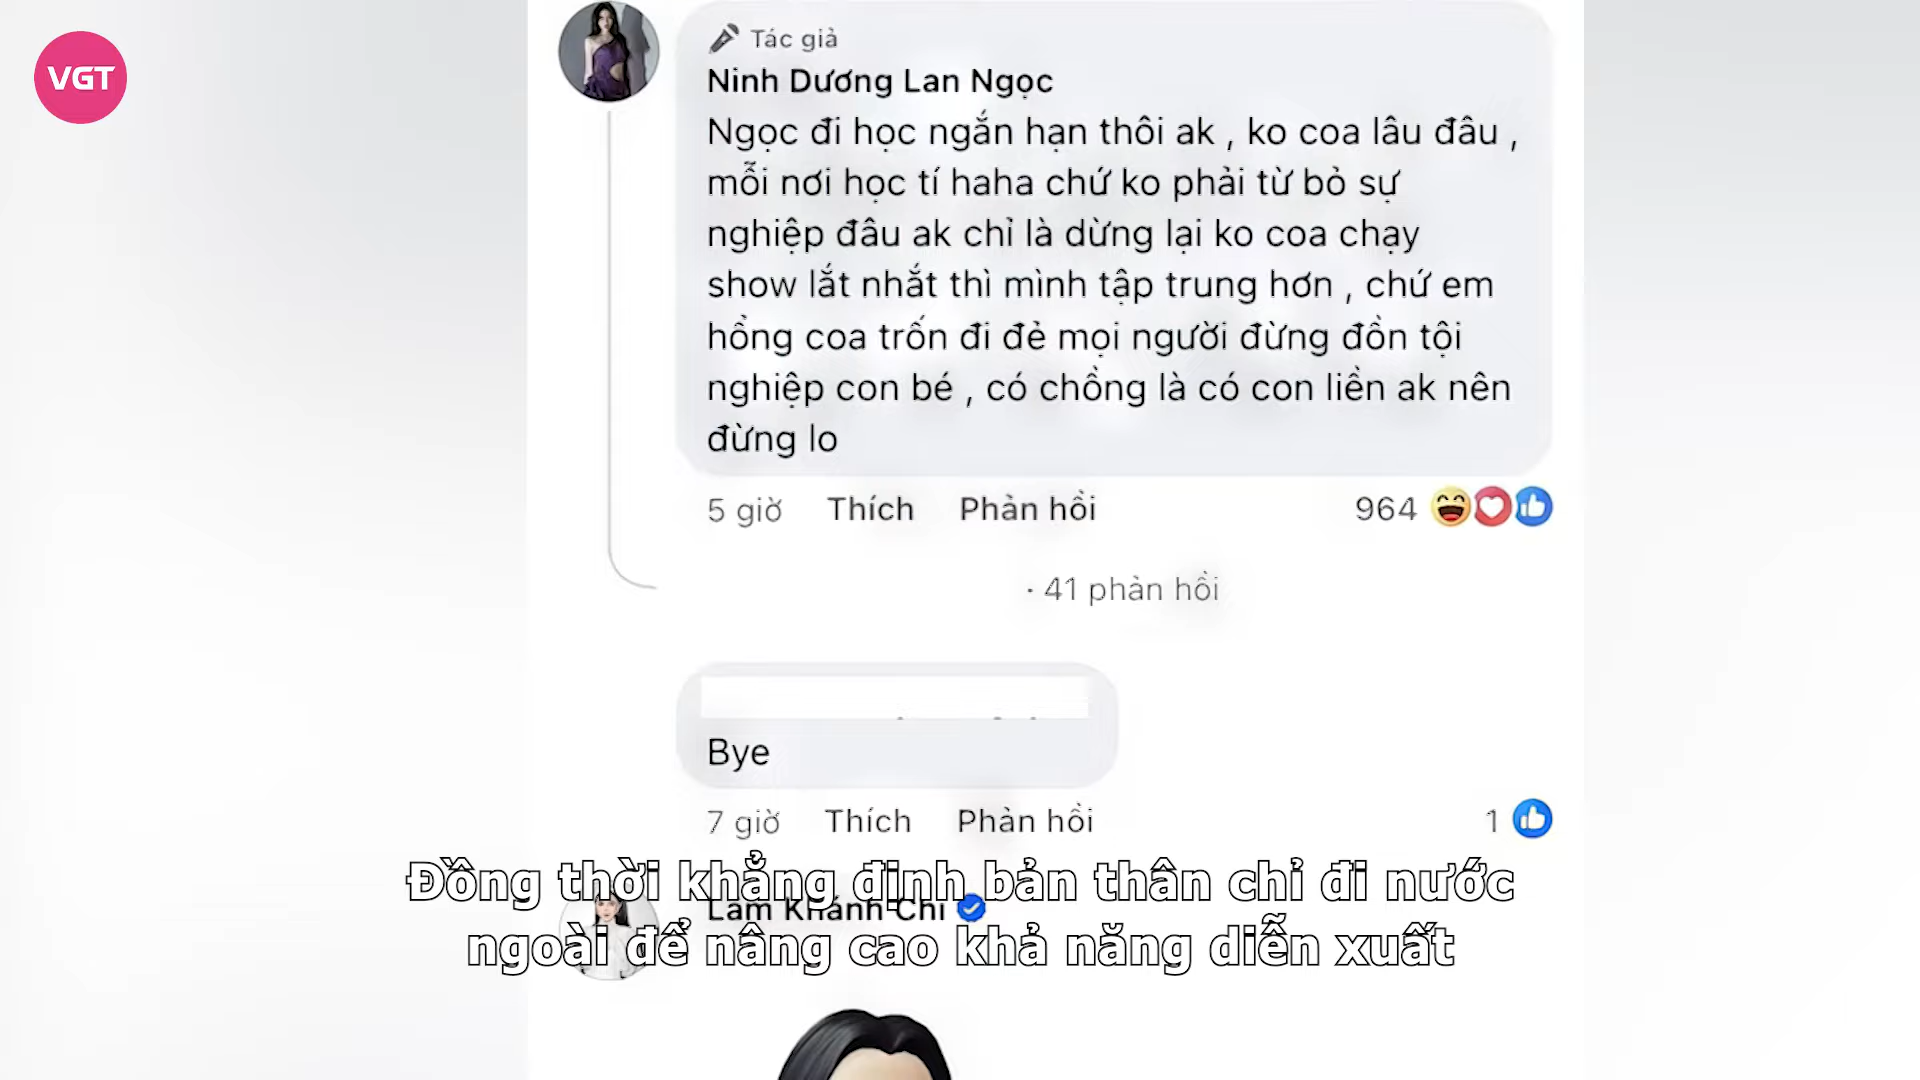 VGT
Tác giả
Ninh Dương Lan Ngọc
Ngọc đi học ngắn hạn thôi ak , ko coa lâu đâu ,
mỗi nơi học tí haha chứ ko phải từ bỏ sự
nghiệp đâu ak chỉ là dừng lại ko coa chạy
show lắt nhắt thì mình tập trung hơn , chứ em
hổng coa trốn đi đẻ mọi người đừng đồn tội
nghiệp con bé , có chồng là có con liền ak nên
đừng lo
5 giờ Thích Phản hồi 964
· 41 phản hồi
Bye
7 giờ Thích Phản hồi 1
Đồng thời khẳng định bản thân chỉ đi nước
Lâm Khánh Chi
ngoài để nâng cao khả năng diễn xuất